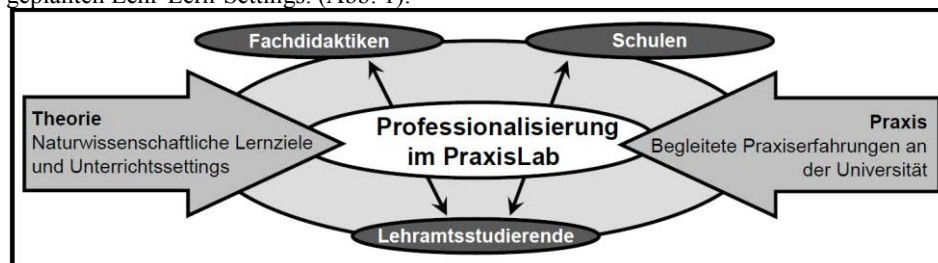 geplanten Lehr-Lern-Settings. (Abb. 1).
Fachdidaktiken
Schulen
Theorie
Naturwissenschaftliche Lernziele
und Unterrichtssettings
Professionalisierung
im PraxisLab
Praxis
Begleitete Praxiserfahrungen an
der Universität
Lehramtsstudierende